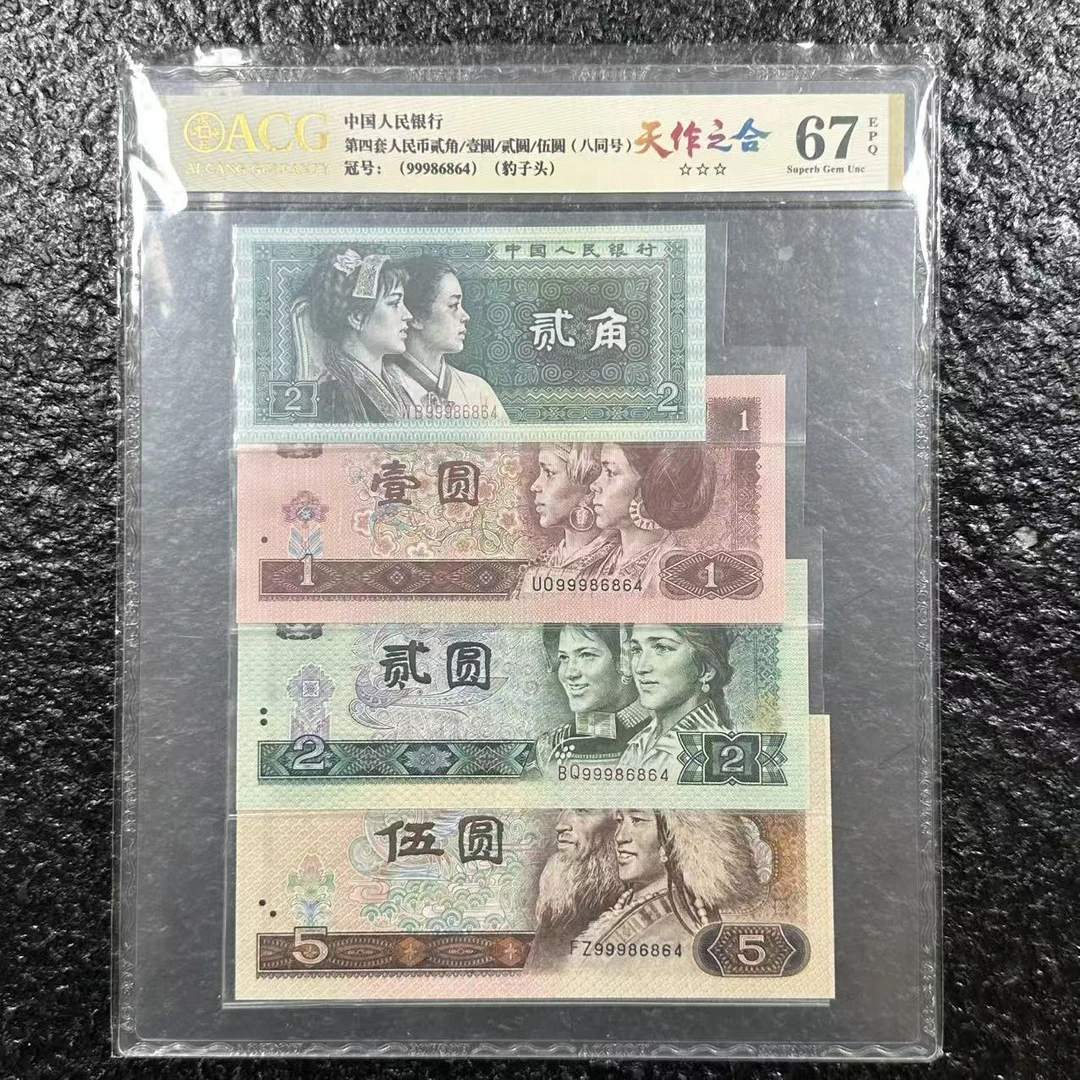 ACG
AI CANG GUARANTY
中国人民银行
第四套人民币贰角/壹圆/贰圆/伍圆（八同号）
冠号：（99986864）（豹子头）
天作之合
☆☆☆
67
EPQ
Superb Gem Unc
中国人民银行
贰角
2
2
NB99986864
1
壹圆
1
UO99986864
1
贰圆
2
BQ99986864
2
伍圆
5
FZ99986864
5